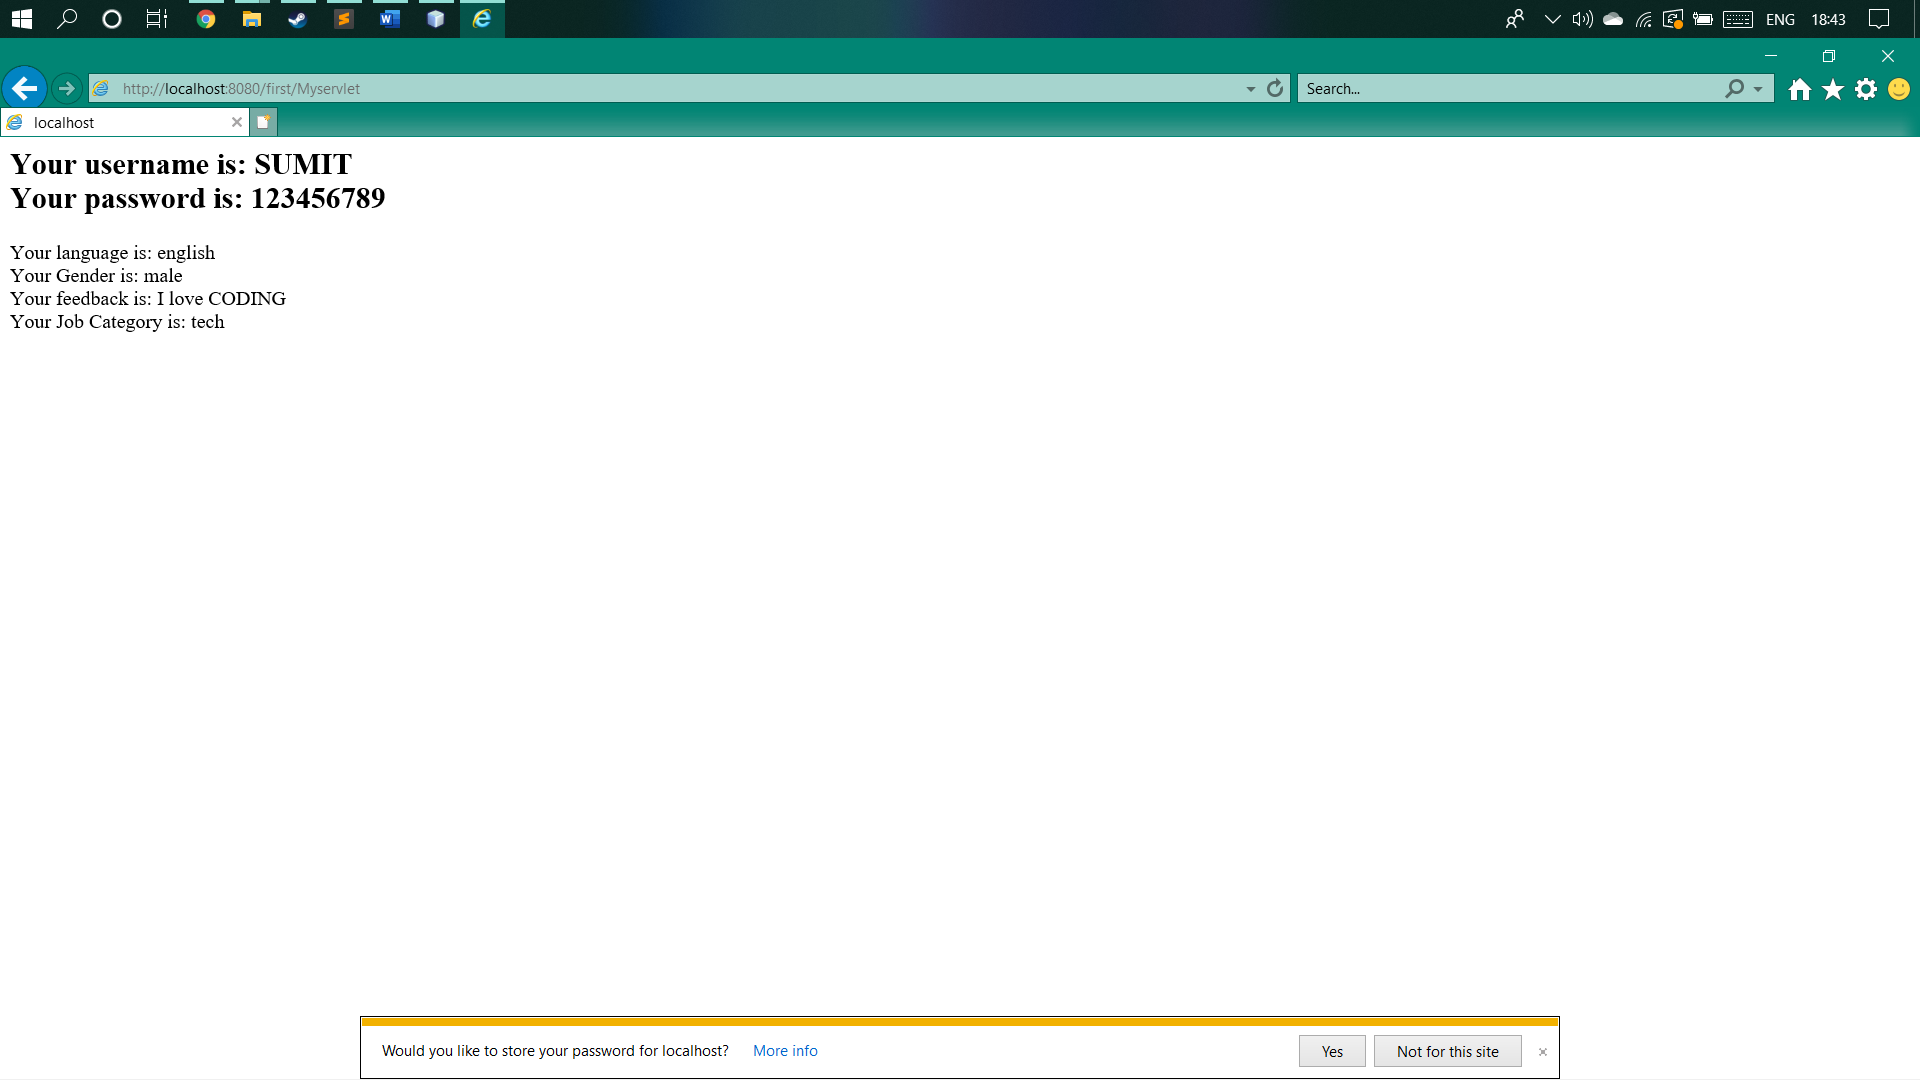 ENG 18:43
http://localhost:8080/first/Myservlet
Search...
localhost
Your username is: SUMIT
Your password is: 123456789
Your language is: english
Your Gender is: male
Your feedback is: I love CODING
Your Job Category is: tech
Would you like to store your password for localhost? More info Yes Not for this site